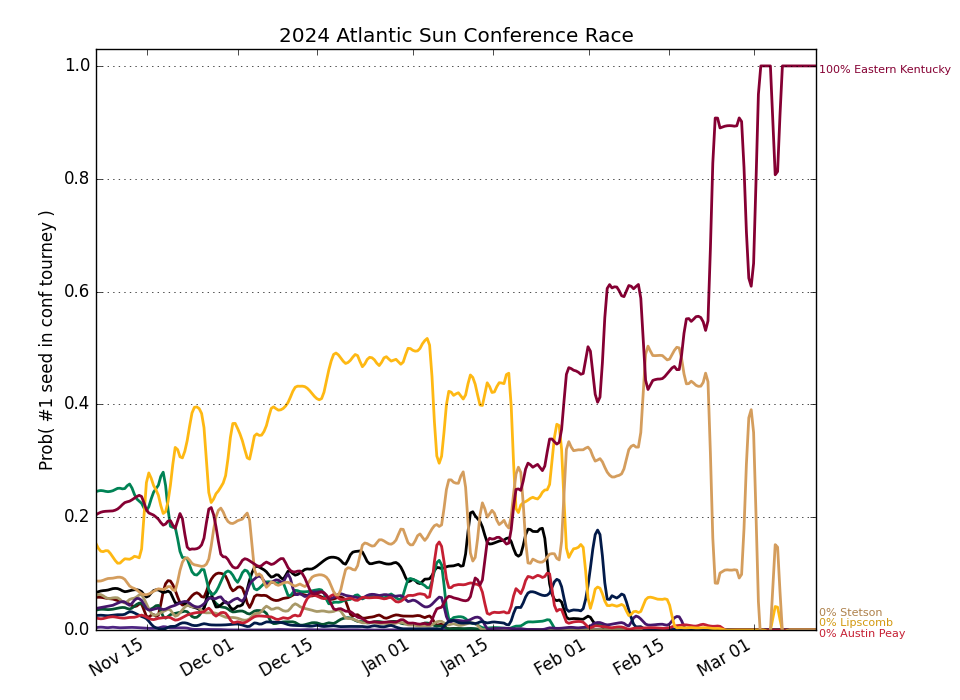 2024 Atlantic Sun Conference Race
Prob( #1 seed in conf tourney )
1.0
0.8
0.6
0.4
0.2
0.0
Nov 15
Dec 01
Dec 15
Jan 01
Jan 15
Feb 01
Feb 15
Mar 01
100% Eastern Kentucky
0% Stetson
0% Lipscomb
0% Austin Peay